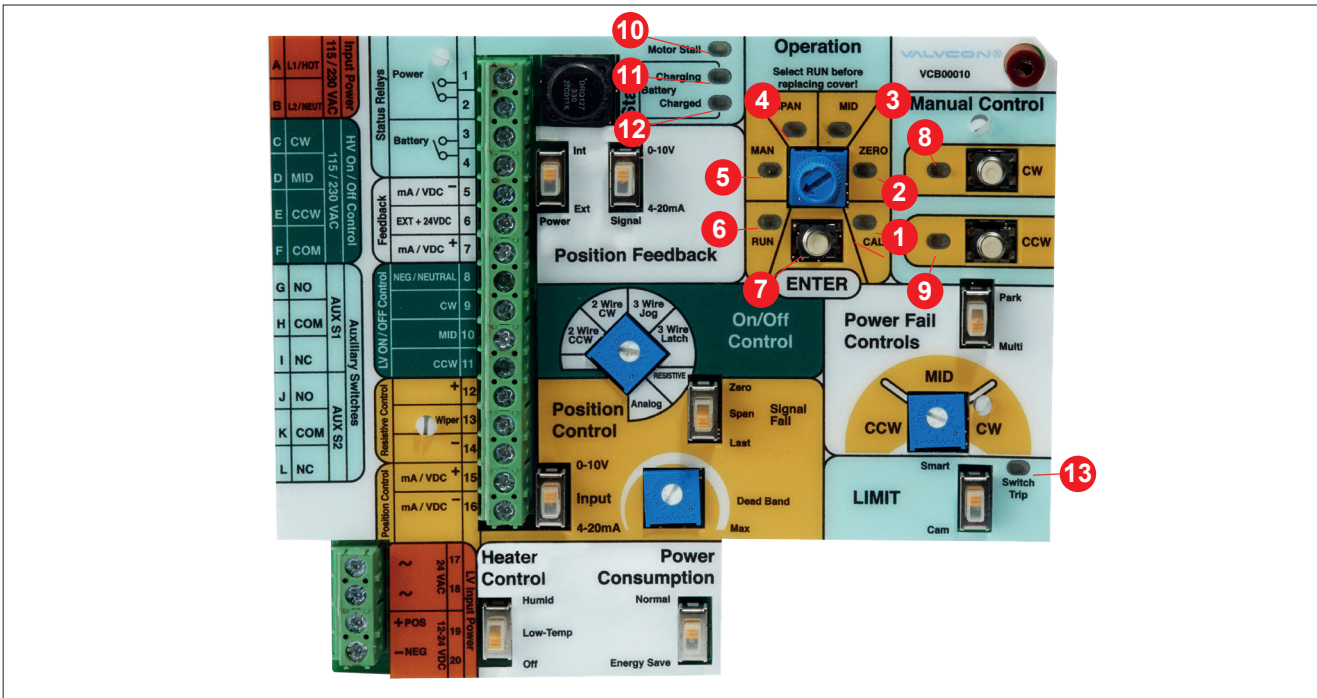 A L1/HOT
B L2/NEUT
Input Power
115 / 230 VAC
C CW
D MID
E CCW
F COM
HV On / Off Control
115 / 230 VAC
G NO
H COM
I NC
J NO
K COM
L NC
AUX S1
AUX S2
Auxiliary Switches
Status Relays
Power
1
2
Battery
3
4
Feedback
mA / VDC − 5
EXT + 24VDC 6
mA / VDC + 7
LV ON / OFF Control
NEG / NEUTRAL 8
CW 9
MID 10
CCW 11
Resistive Control
+ 12
Wiper 13
− 14
Position Control
mA / VDC + 15
mA / VDC − 16
~ 17
24 VAC
~ 18
+ POS 19
12-24 VDC
− NEG 20
LV Input Power
10
Motor Stall
11
Charging
Battery
Charged
12
Int
Ext
Power
0-10V
4-20mA
Signal
Position Feedback
Operation
Select RUN before
replacing cover!
4
3
SPAN
MID
MAN
ZERO
5
2
6
RUN
1
CAL
7
ENTER
VALVCON®
VCB00010
Manual Control
8
CW
CCW
9
2 Wire
CCW
2 Wire
CW
3 Wire
Jog
3 Wire
Latch
RESISTIVE
Analog
On/Off
Control
Position
Control
Zero
Span
Last
Signal
Fail
0-10V
Input
4-20mA
Dead Band
Max
Power Fail
Controls
Park
Multi
MID
CCW
CW
LIMIT
Smart
Cam
Switch
Trip
13
Heater
Control
Humid
Low-Temp
Off
Power
Consumption
Normal
Energy Save